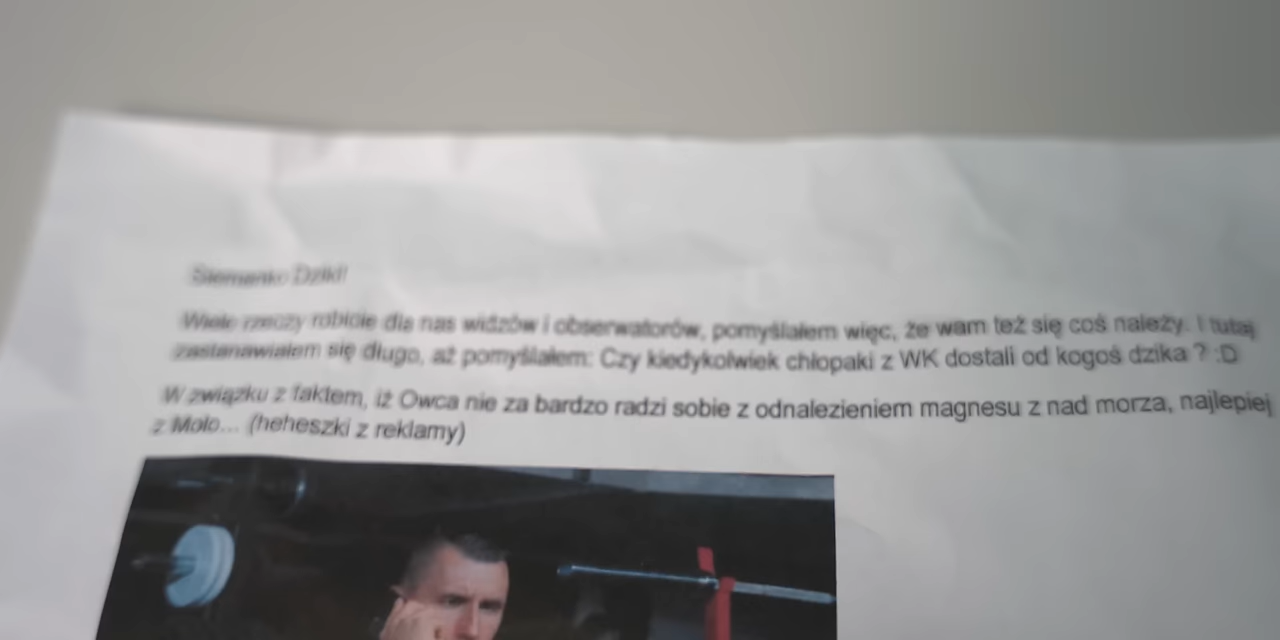 Siemanko Dziki!
Wiele rzeczy robicie dla nas widzów i obserwatorów, pomyślałem więc, że wam też się coś należy. I tutaj
zastanawiałem się długo, aż pomyślałem: Czy kiedykolwiek chłopaki z WK dostali od kogoś dzika ? :D
W związku z faktem, iż Owca nie za bardzo radzi sobie z odnalezieniem magnesu z nad morza, najlepiej
z Molo... (heheszki z reklamy)